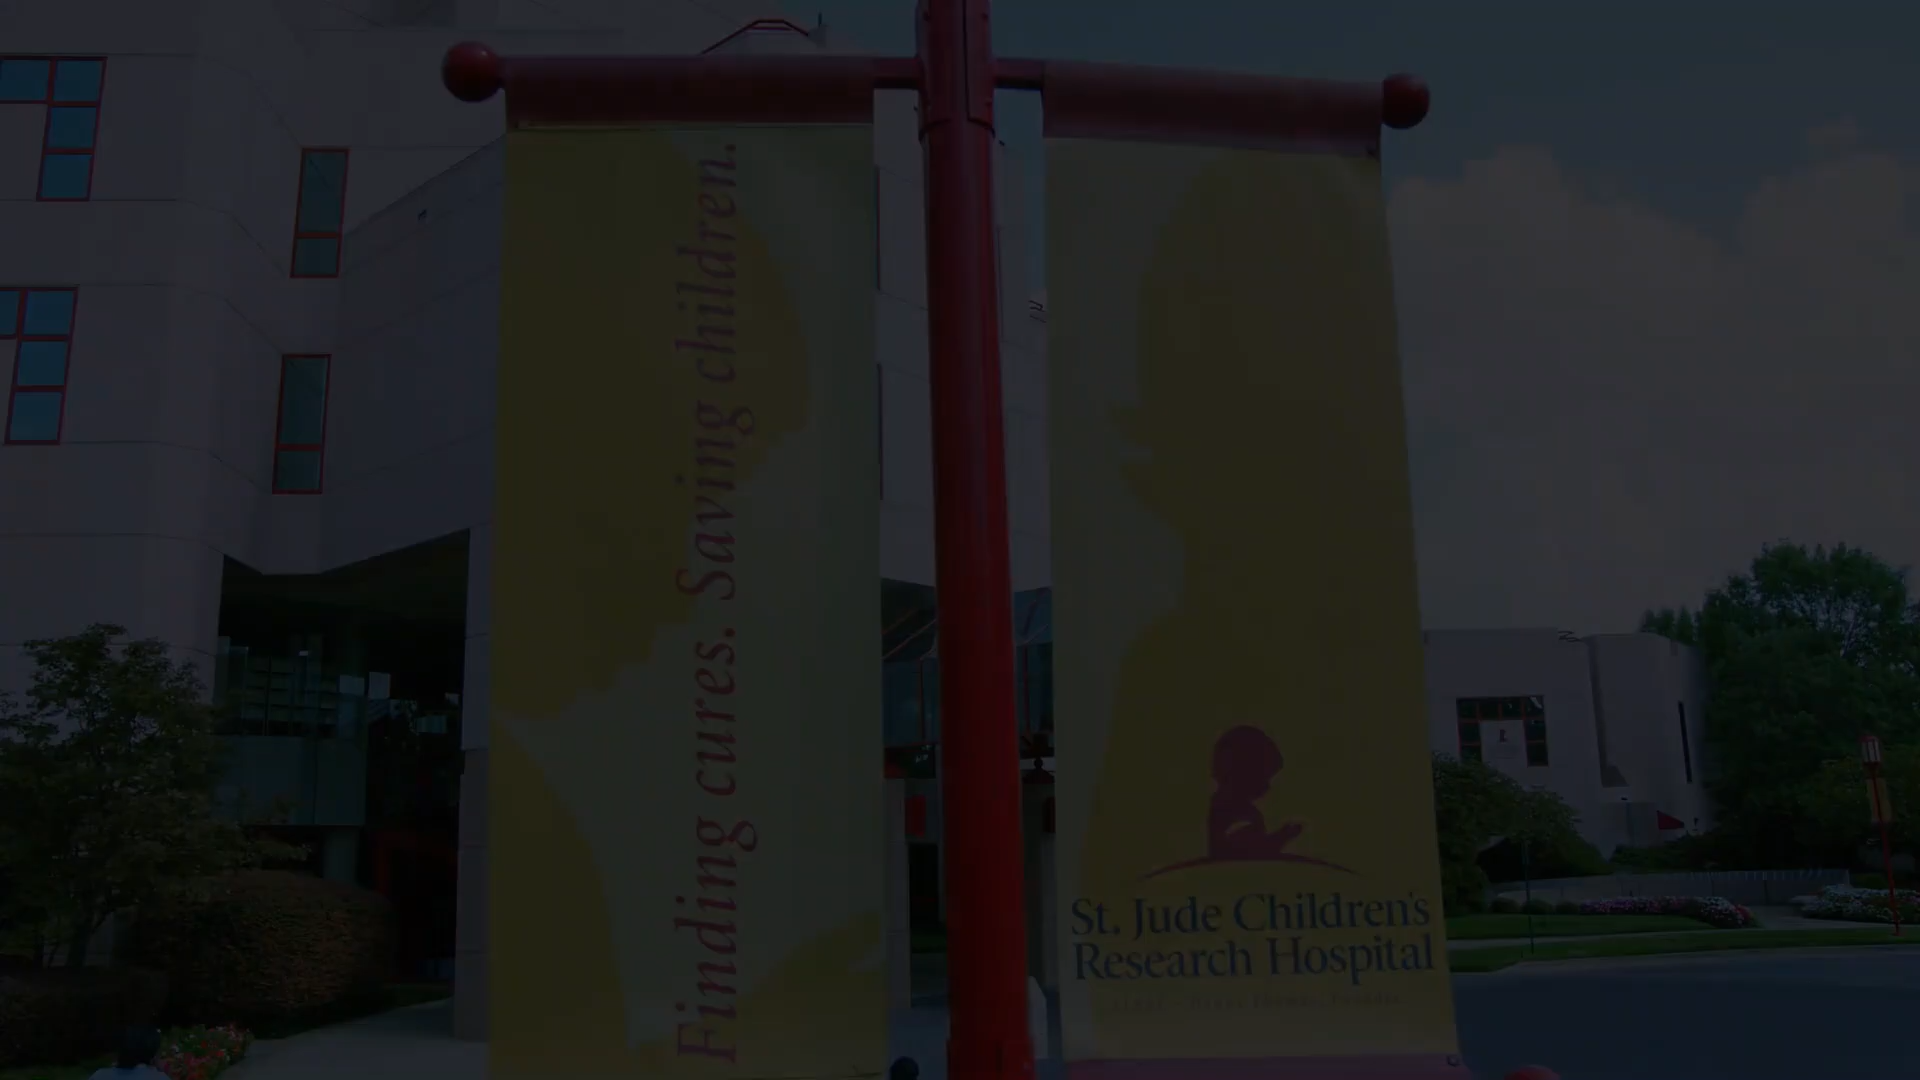 Finding cures. Saving children.
St. Jude Children's
Research Hospital